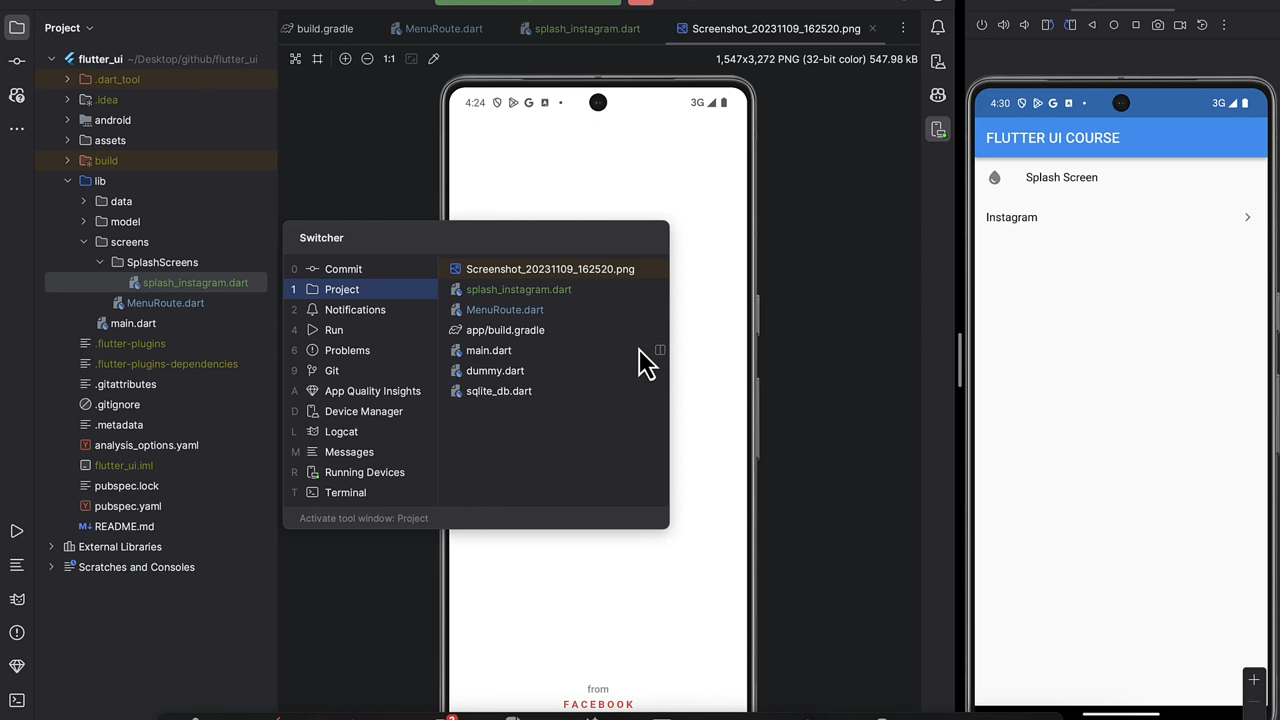 Project
build.gradle
MenuRoute.dart
splash_instagram.dart
Screenshot_20231109_162520.png
flutter_ui ~/Desktop/github/flutter_ui
.dart_tool
.idea
android
assets
build
lib
data
model
screens
SplashScreens
splash_instagram.dart
MenuRoute.dart
main.dart
.flutter-plugins
.flutter-plugins-dependencies
.gitattributes
.gitignore
.metadata
analysis_options.yaml
flutter_ui.iml
pubspec.lock
pubspec.yaml
README.md
External Libraries
Scratches and Consoles
1:1
1,547x3,272 PNG (32-bit color) 547.98 kB
4:24
3G
Switcher
0 Commit
1 Project
2 Notifications
4 Run
6 Problems
9 Git
A App Quality Insights
D Device Manager
L Logcat
M Messages
R Running Devices
T Terminal
Screenshot_20231109_162520.png
splash_instagram.dart
MenuRoute.dart
app/build.gradle
main.dart
dummy.dart
sqlite_db.dart
Activate tool window: Project
from
FACEBOOK
4:30
3G
FLUTTER UI COURSE
Splash Screen
Instagram